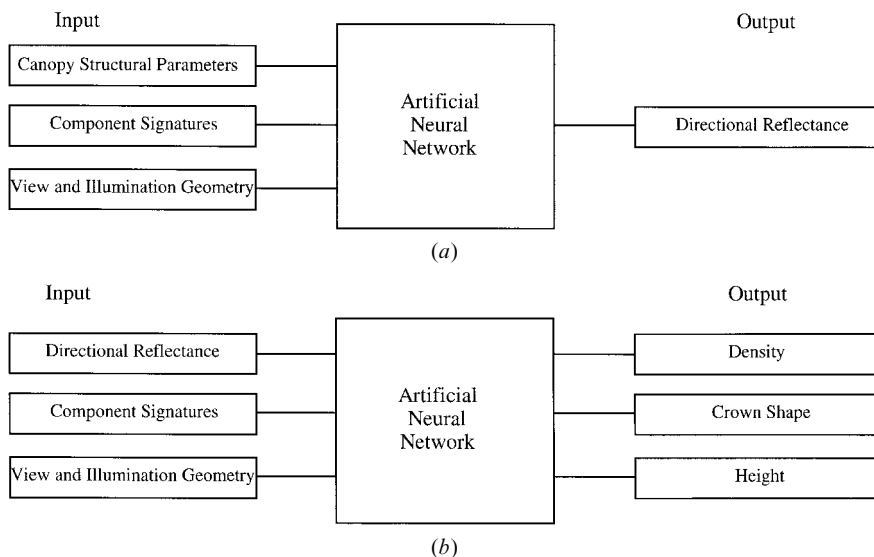 Input
Output
Canopy Structural Parameters
Component Signatures
View and Illumination Geometry
Artificial
Neural
Network
Directional Reflectance
(a)
Input
Output
Directional Reflectance
Component Signatures
View and Illumination Geometry
Artificial
Neural
Network
Density
Crown Shape
Height
(b)